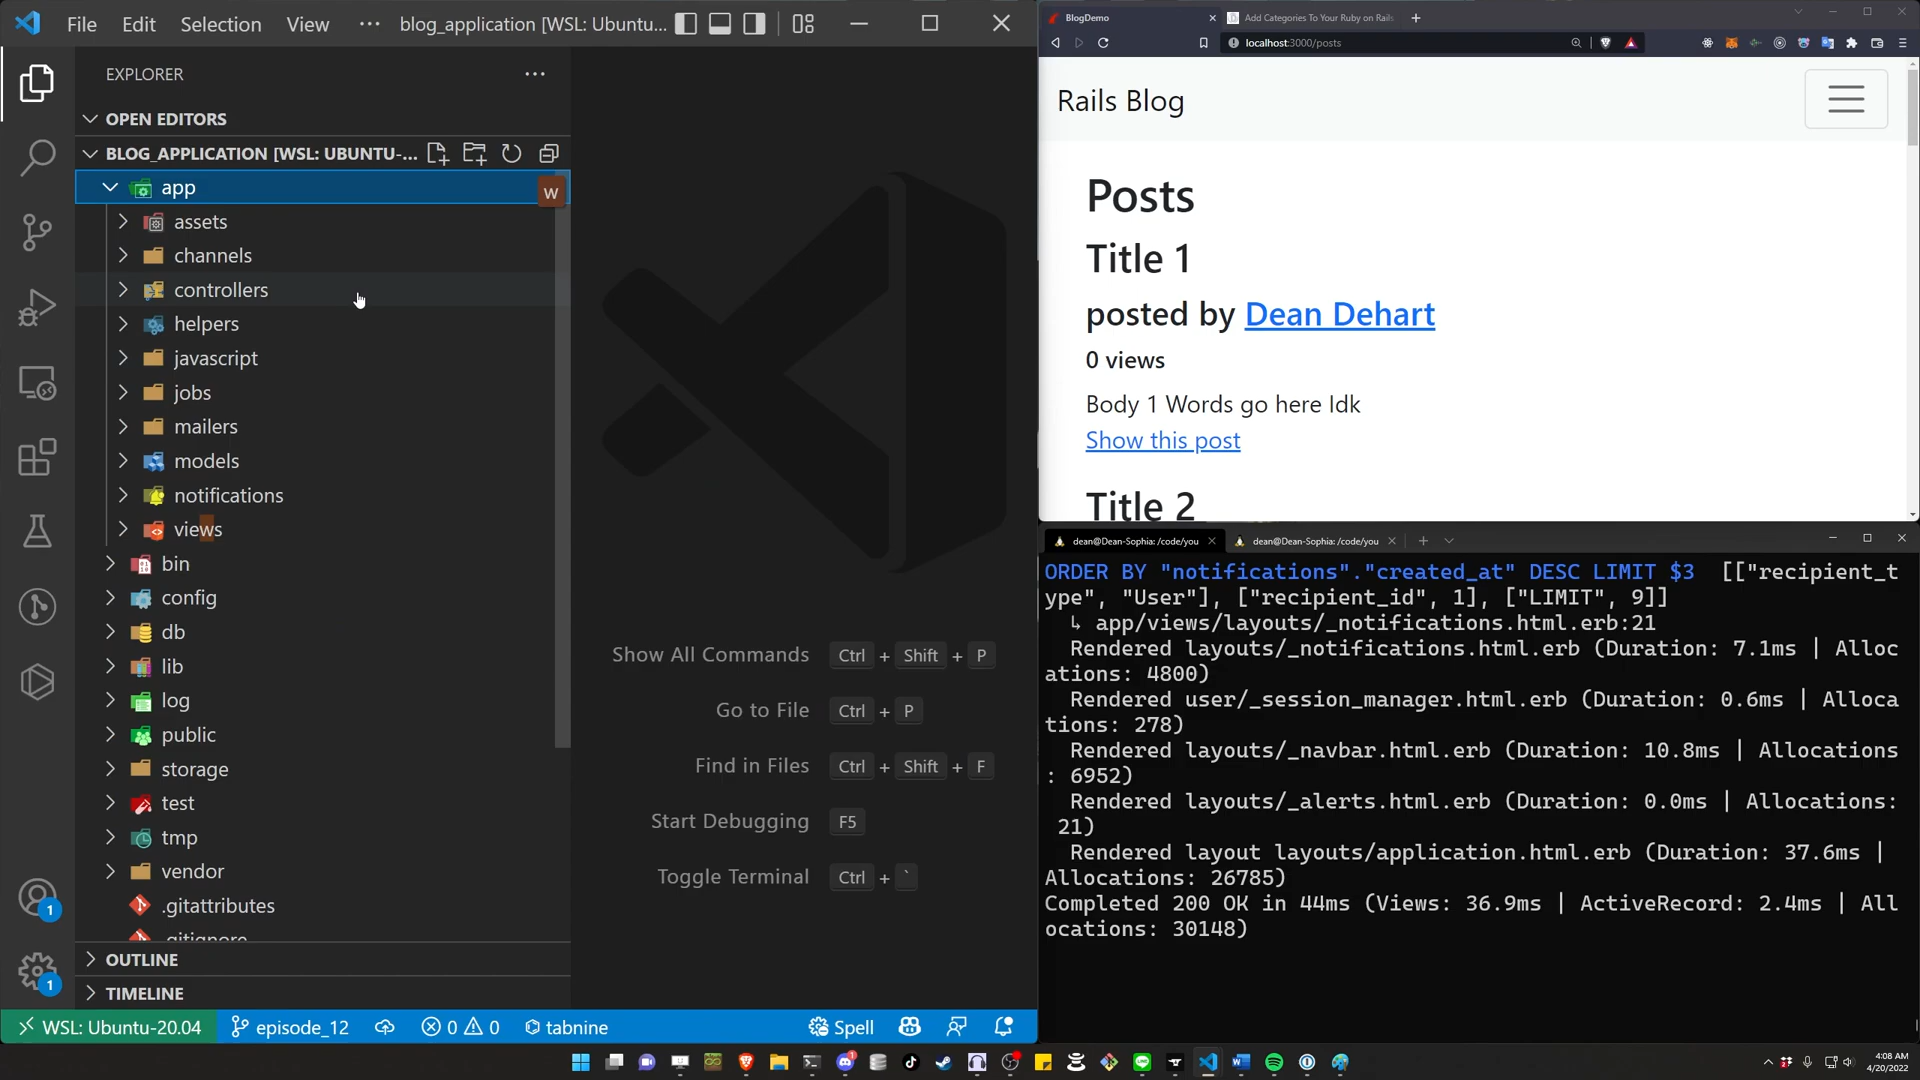 File Edit Selection View ··· blog_application [WSL: Ubuntu...
EXPLORER
OPEN EDITORS
BLOG_APPLICATION [WSL: UBUNTU-...
app
w
assets
channels
controllers
helpers
javascript
jobs
mailers
models
notifications
views
bin
config
db
lib
log
public
storage
test
tmp
vendor
.gitattributes
.gitignore
OUTLINE
TIMELINE
Show All Commands Ctrl + Shift + P
Go to File Ctrl + P
Find in Files Ctrl + Shift + F
Start Debugging F5
Toggle Terminal Ctrl + `
1
1
WSL: Ubuntu-20.04 episode_12 0 0 tabnine Spell
BlogDemo Add Categories To Your Ruby on Rails
localhost:3000/posts
Rails Blog
Posts
Title 1
posted by Dean Dehart
0 views
Body 1 Words go here Idk
Show this post
Title 2
dean@Dean-Sophia: /code/you dean@Dean-Sophia: /code/you
ORDER BY "notifications"."created_at" DESC LIMIT $3 [["recipient_t
ype", "User"], ["recipient_id", 1], ["LIMIT", 9]]
↳ app/views/layouts/_notifications.html.erb:21
Rendered layouts/_notifications.html.erb (Duration: 7.1ms | Alloc
ations: 4800)
Rendered user/_session_manager.html.erb (Duration: 0.6ms | Alloca
tions: 278)
Rendered layouts/_navbar.html.erb (Duration: 10.8ms | Allocations
: 6952)
Rendered layouts/_alerts.html.erb (Duration: 0.0ms | Allocations:
21)
Rendered layout layouts/application.html.erb (Duration: 37.6ms |
Allocations: 26785)
Completed 200 OK in 44ms (Views: 36.9ms | ActiveRecord: 2.4ms | All
ocations: 30148)
4:08 AM
4/20/2022